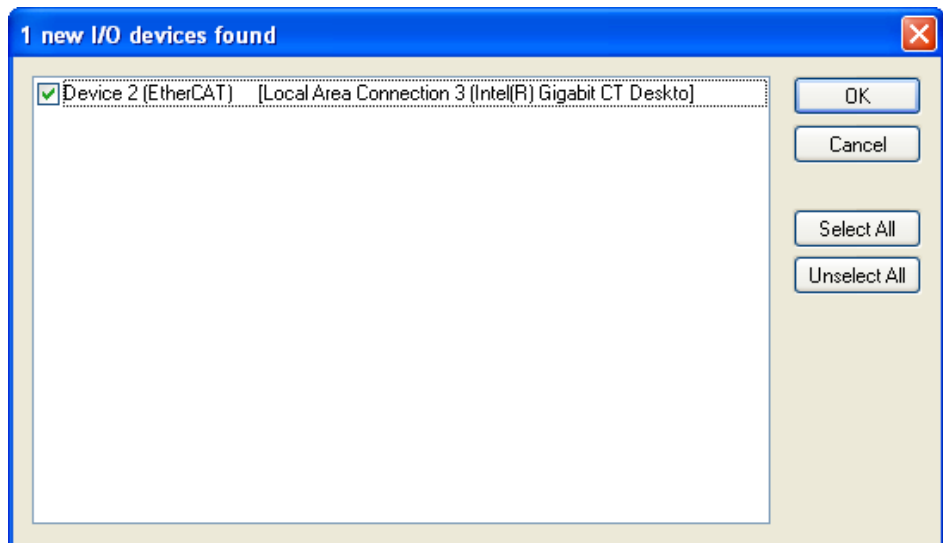 1 new I/O devices found
Device 2 (EtherCAT) [Local Area Connection 3 (Intel(R) Gigabit CT Deskto]
OK
Cancel
Select All
Unselect All